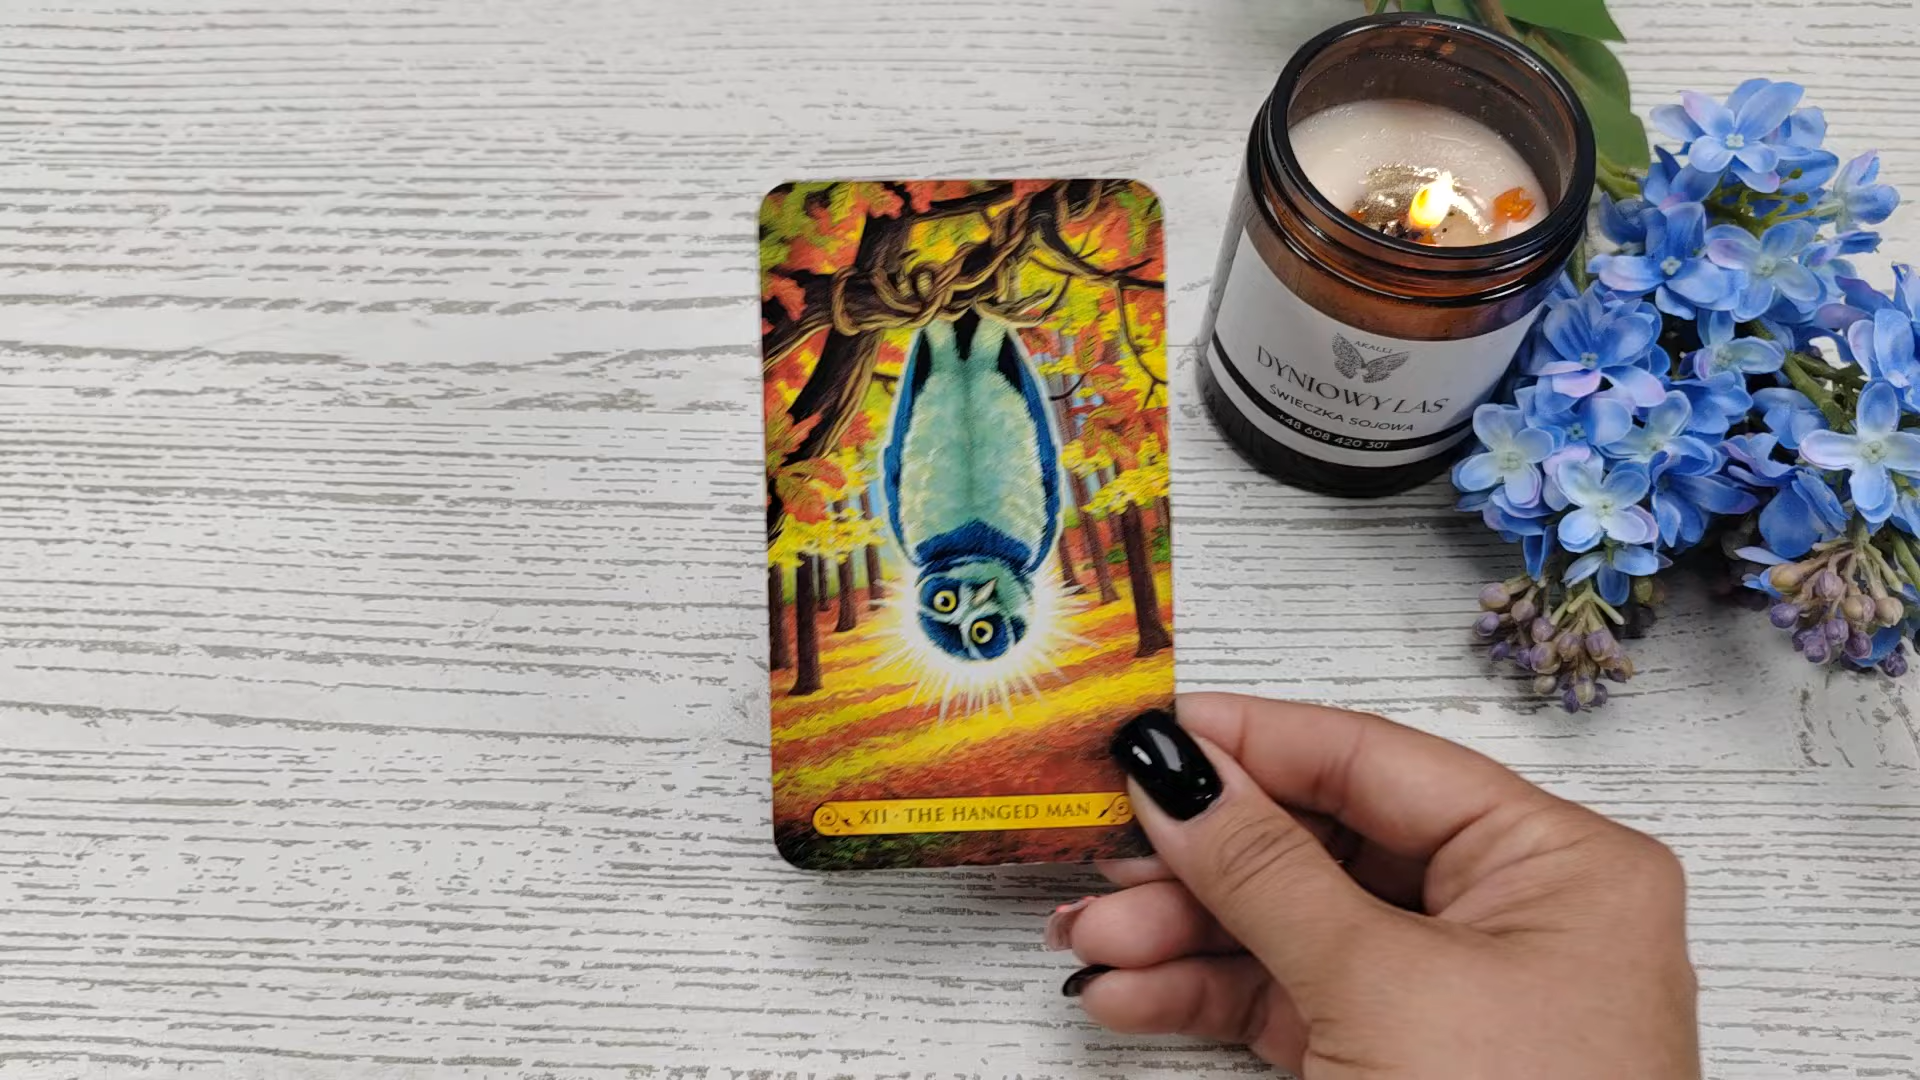 XII · THE HANGED MAN
AKALLI
DYNIOWY LAS
ŚWIECZKA SOJOWA
+48 608 420 301